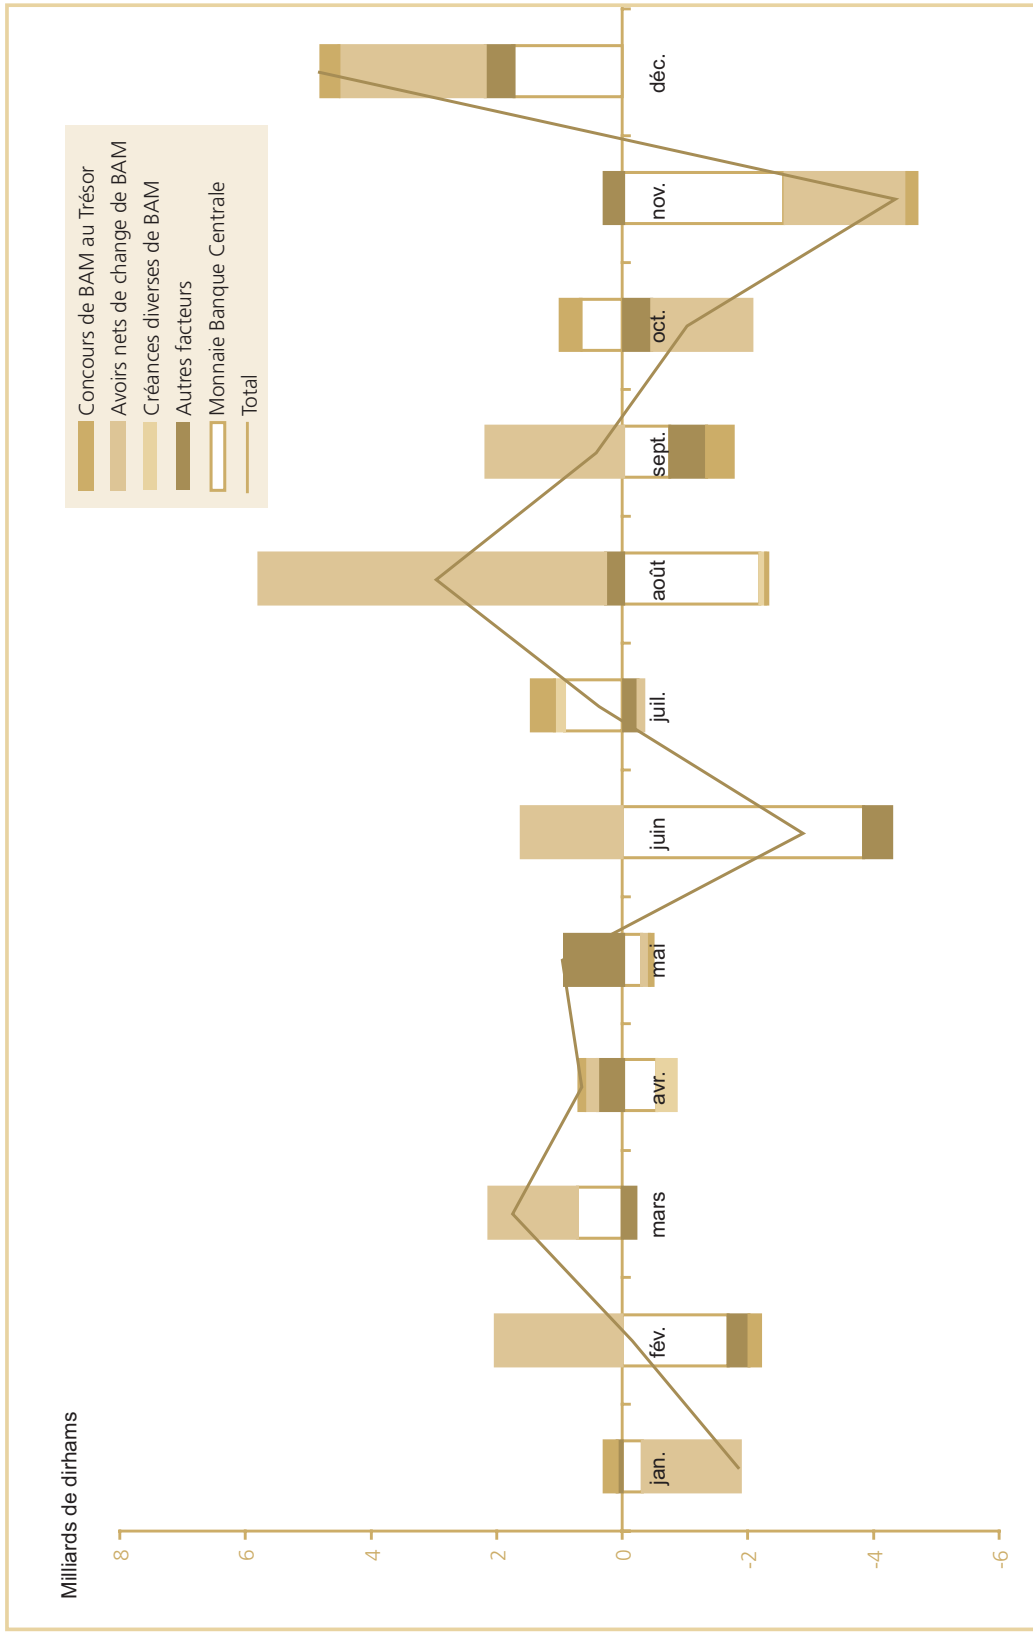 Milliards de dirhams
Concours de BAM au Trésor
Avoirs nets de change de BAM
Créances diverses de BAM
Autres facteurs
Monnaie Banque Centrale
Total
8
6
4
2
0
-2
-4
-6
jan.
fév.
mars
avr.
mai
juin
juil.
août
sept.
oct.
nov.
déc.